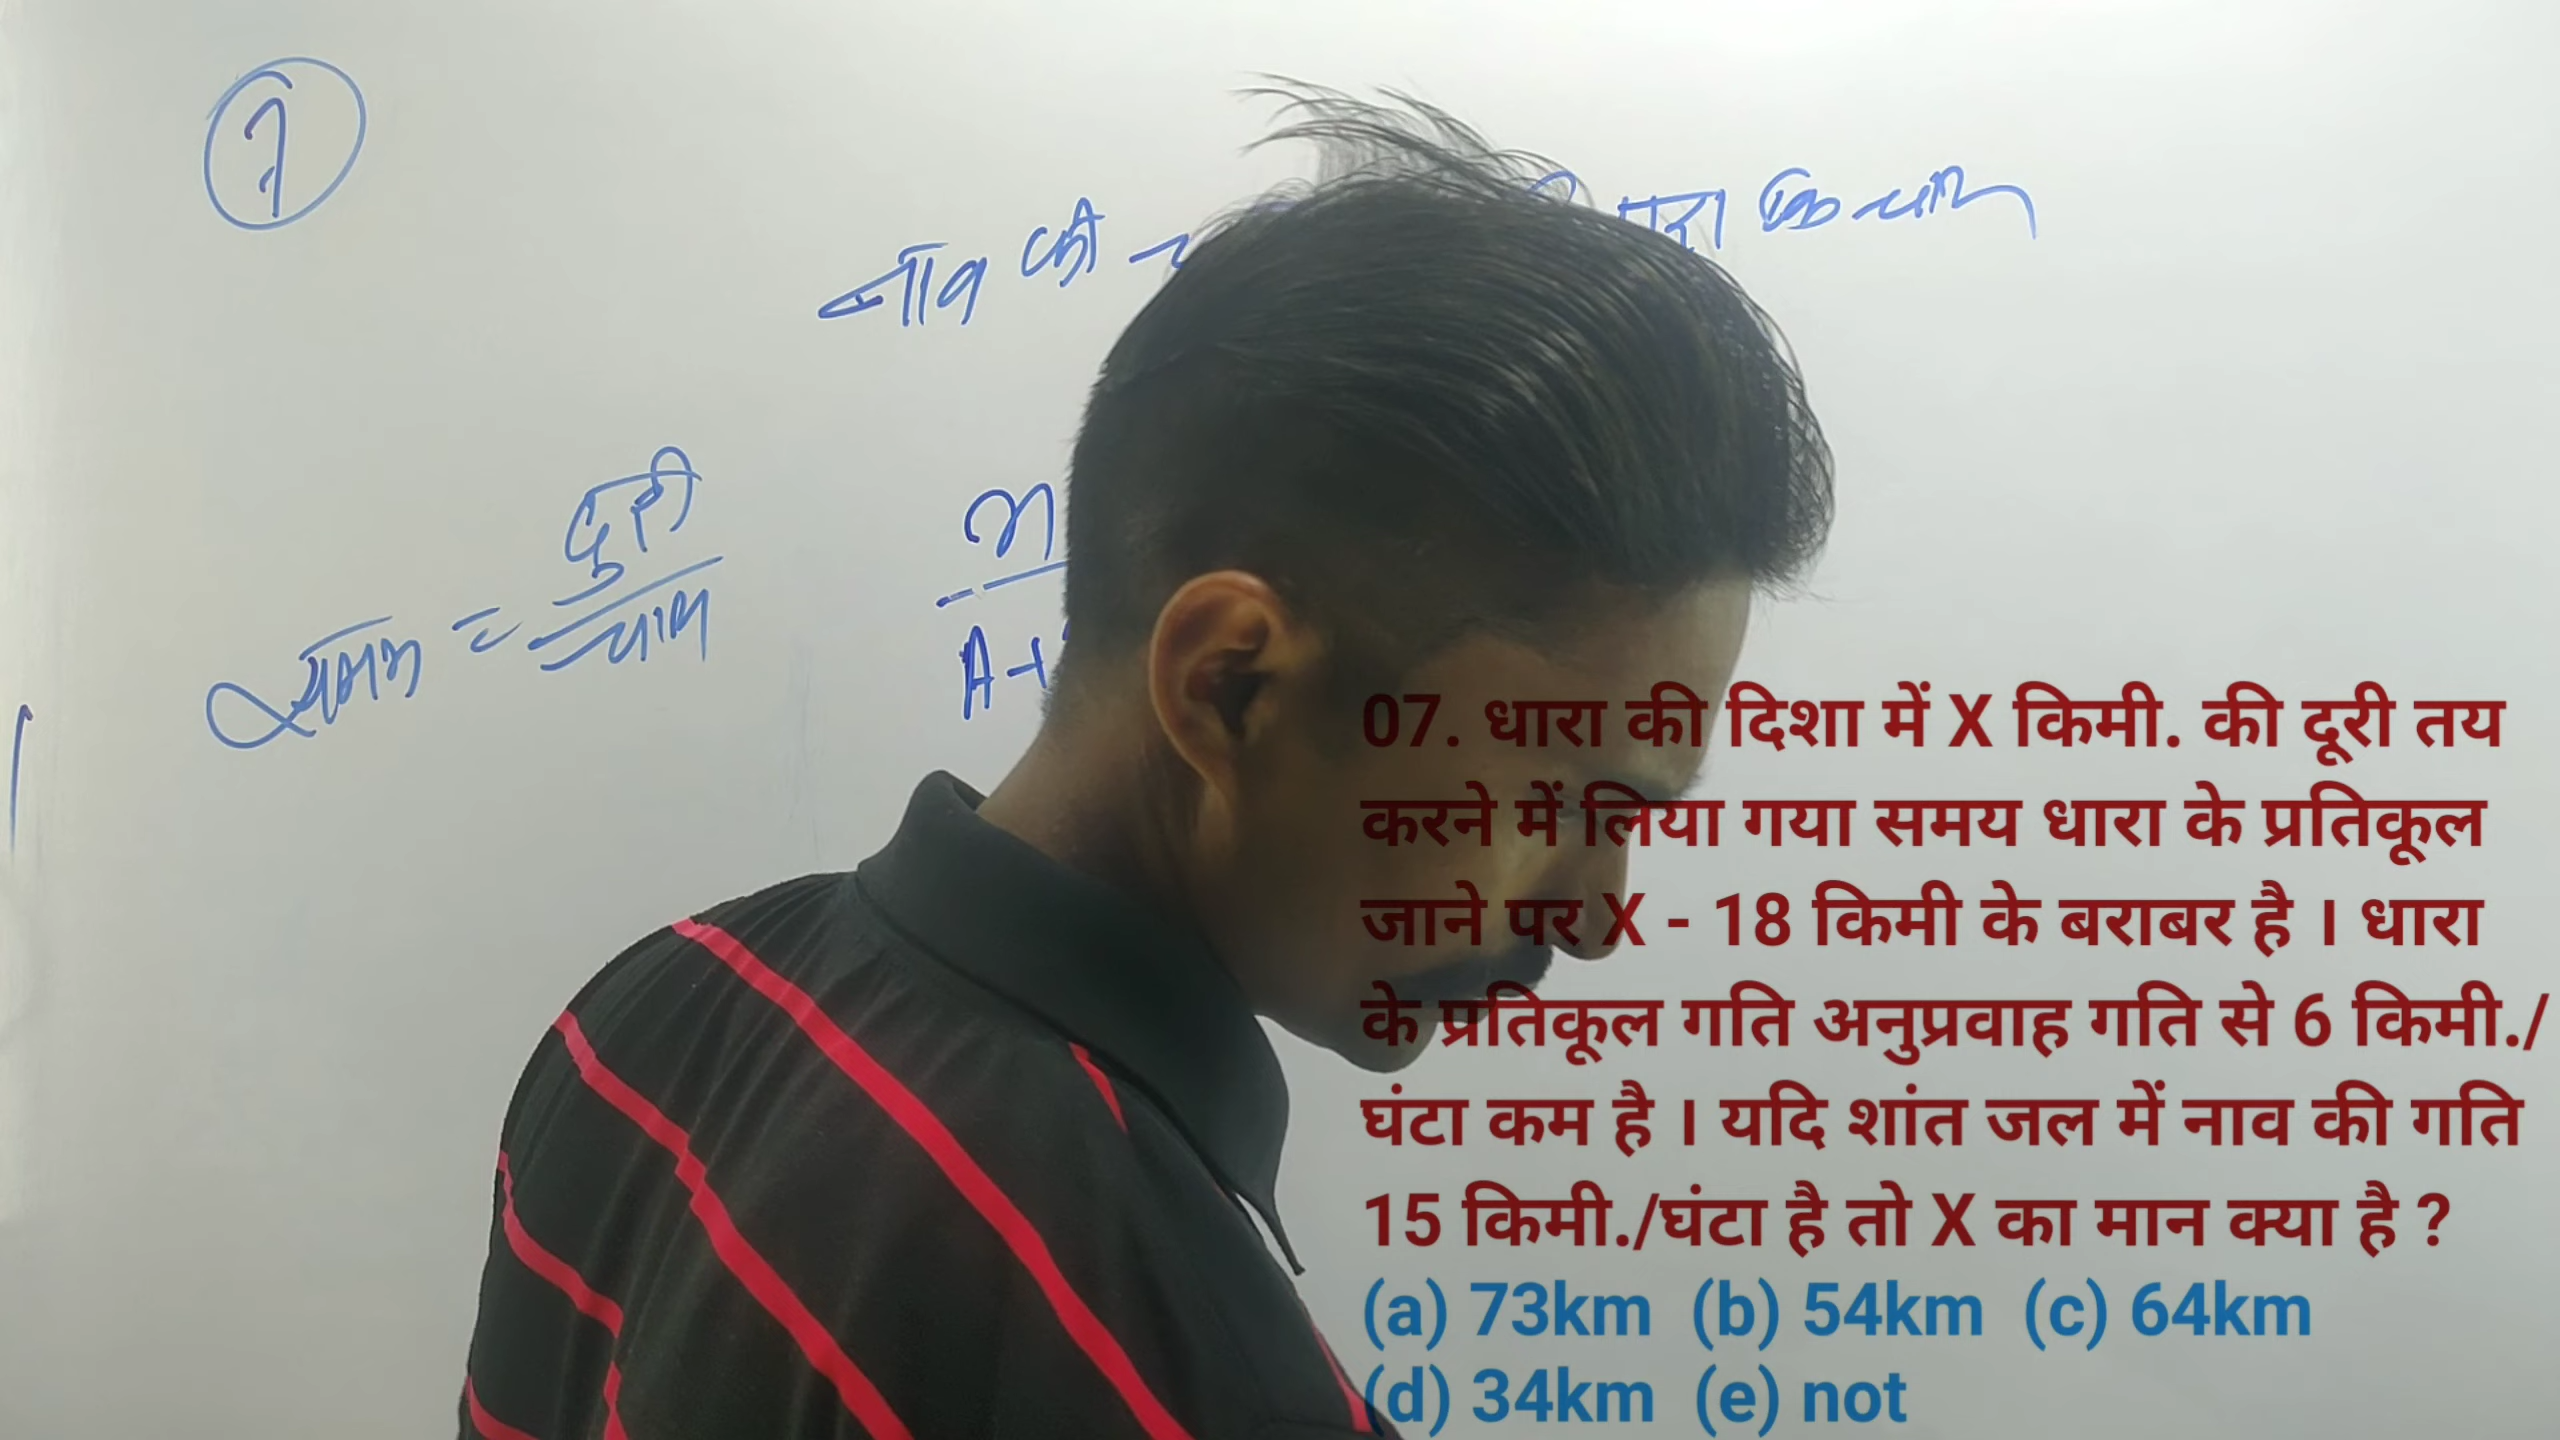 7
नाव की
धारा कि चाल
समय = दूरी / चाल
A+
07. धारा की दिशा में X किमी. की दूरी तय
करने में लिया गया समय धारा के प्रतिकूल
जाने पर X - 18 किमी के बराबर है । धारा
के प्रतिकूल गति अनुप्रवाह गति से 6 किमी./
घंटा कम है । यदि शांत जल में नाव की गति
15 किमी./घंटा है तो X का मान क्या है ?
(a) 73km (b) 54km (c) 64km
(d) 34km (e) not